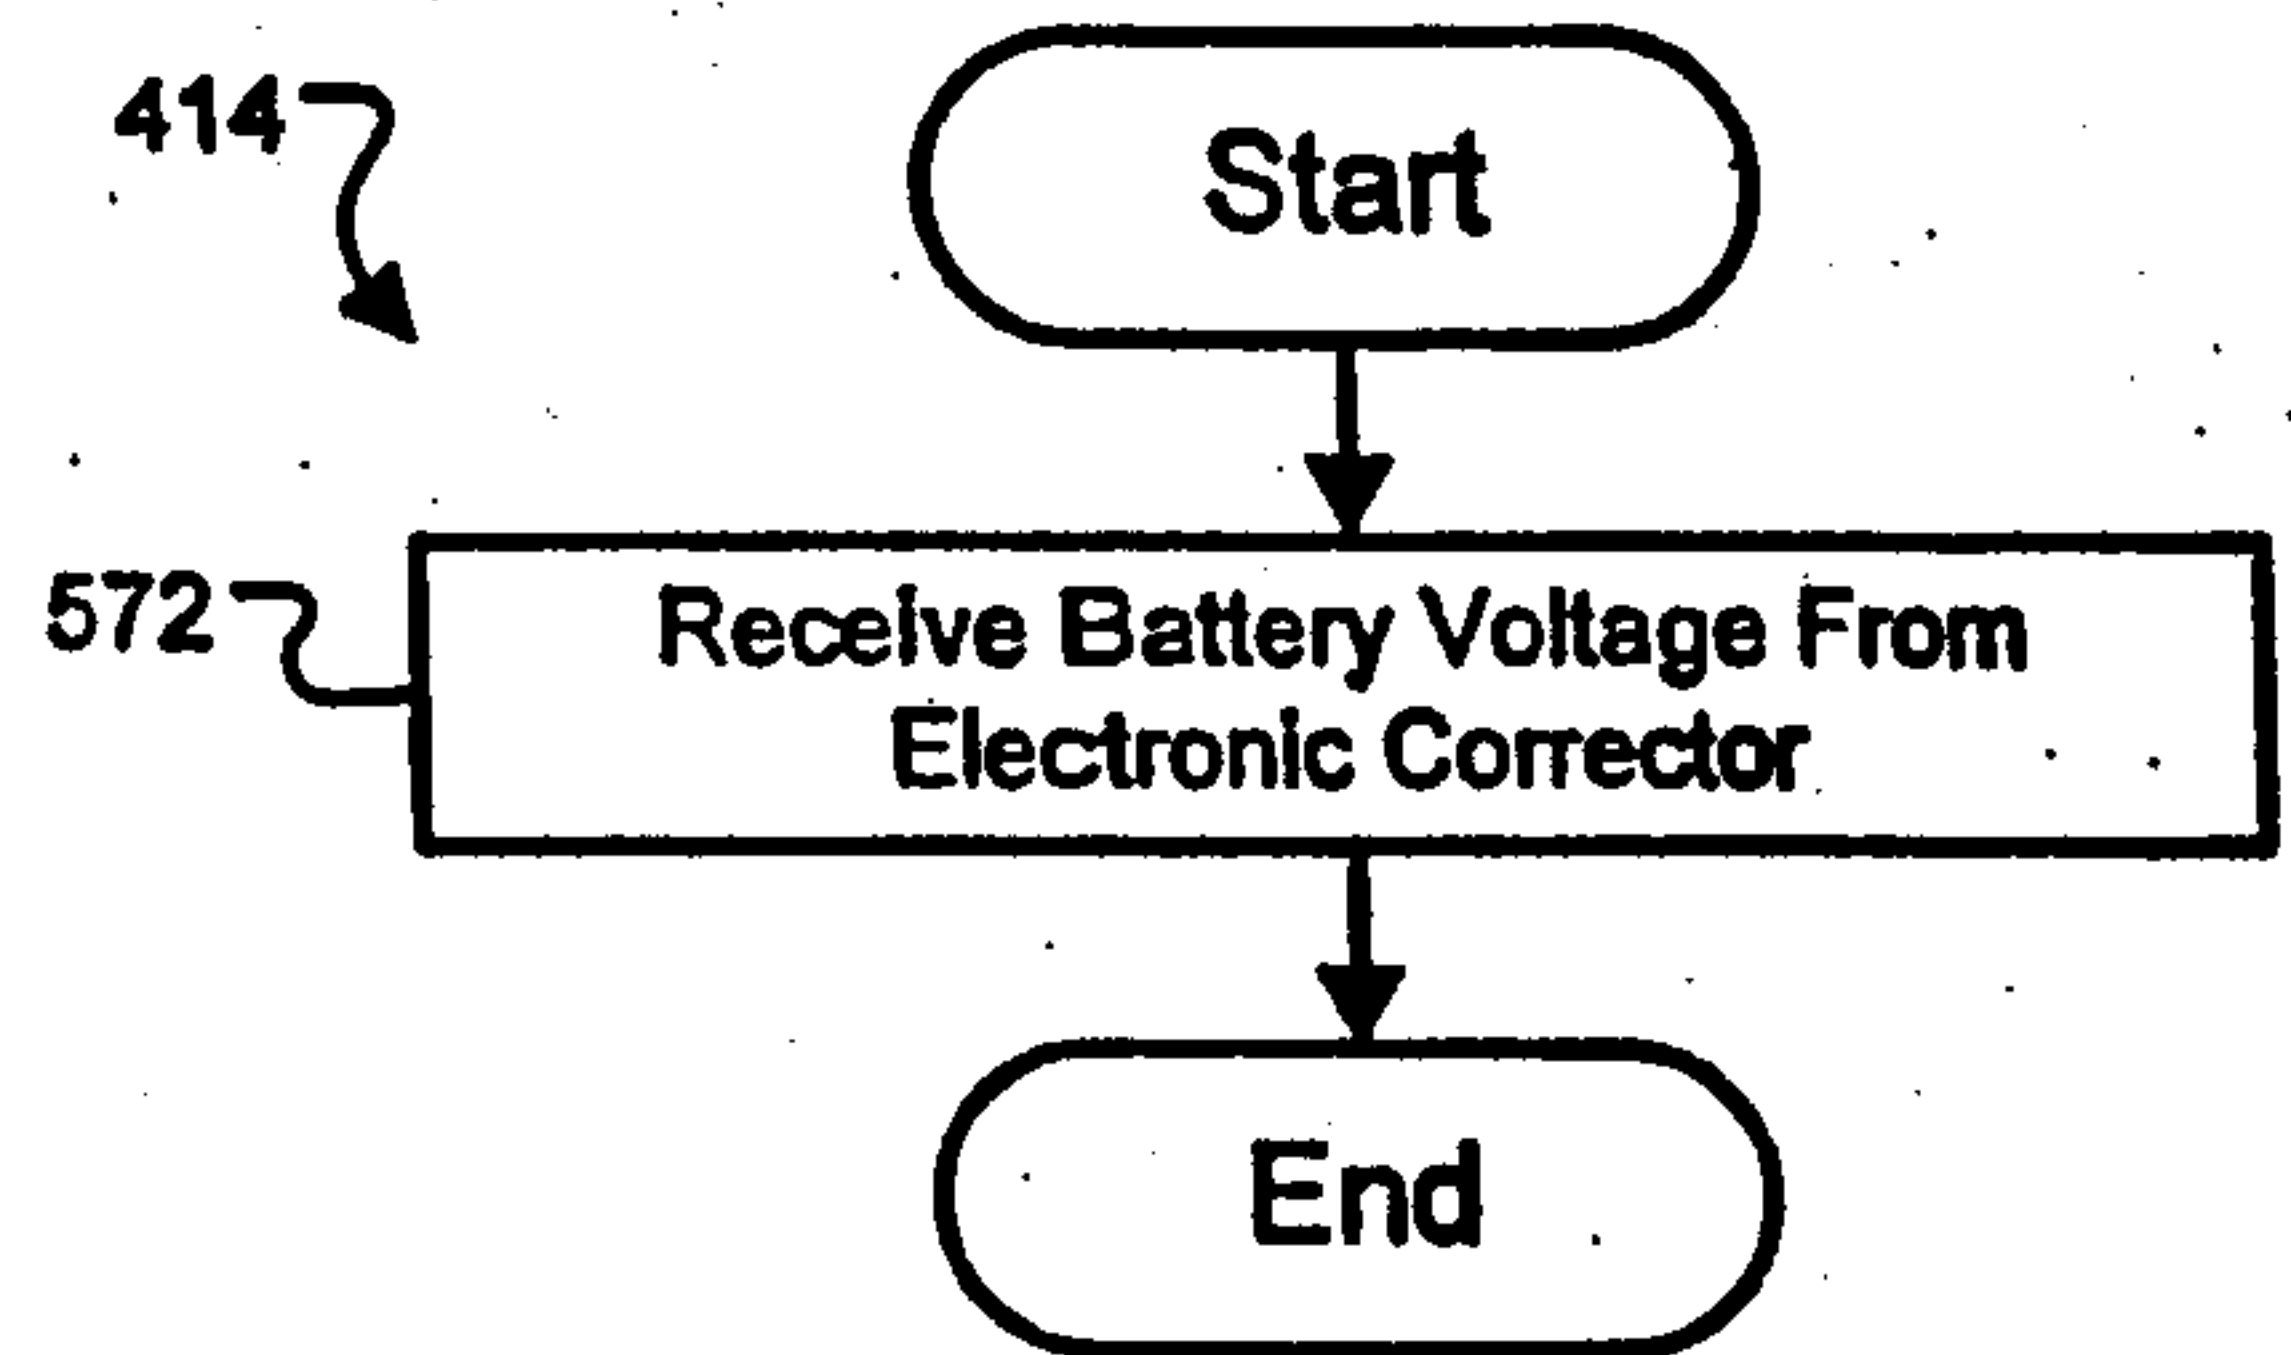 414
Start
572
Receive Battery Voltage From
Electronic Corrector
End